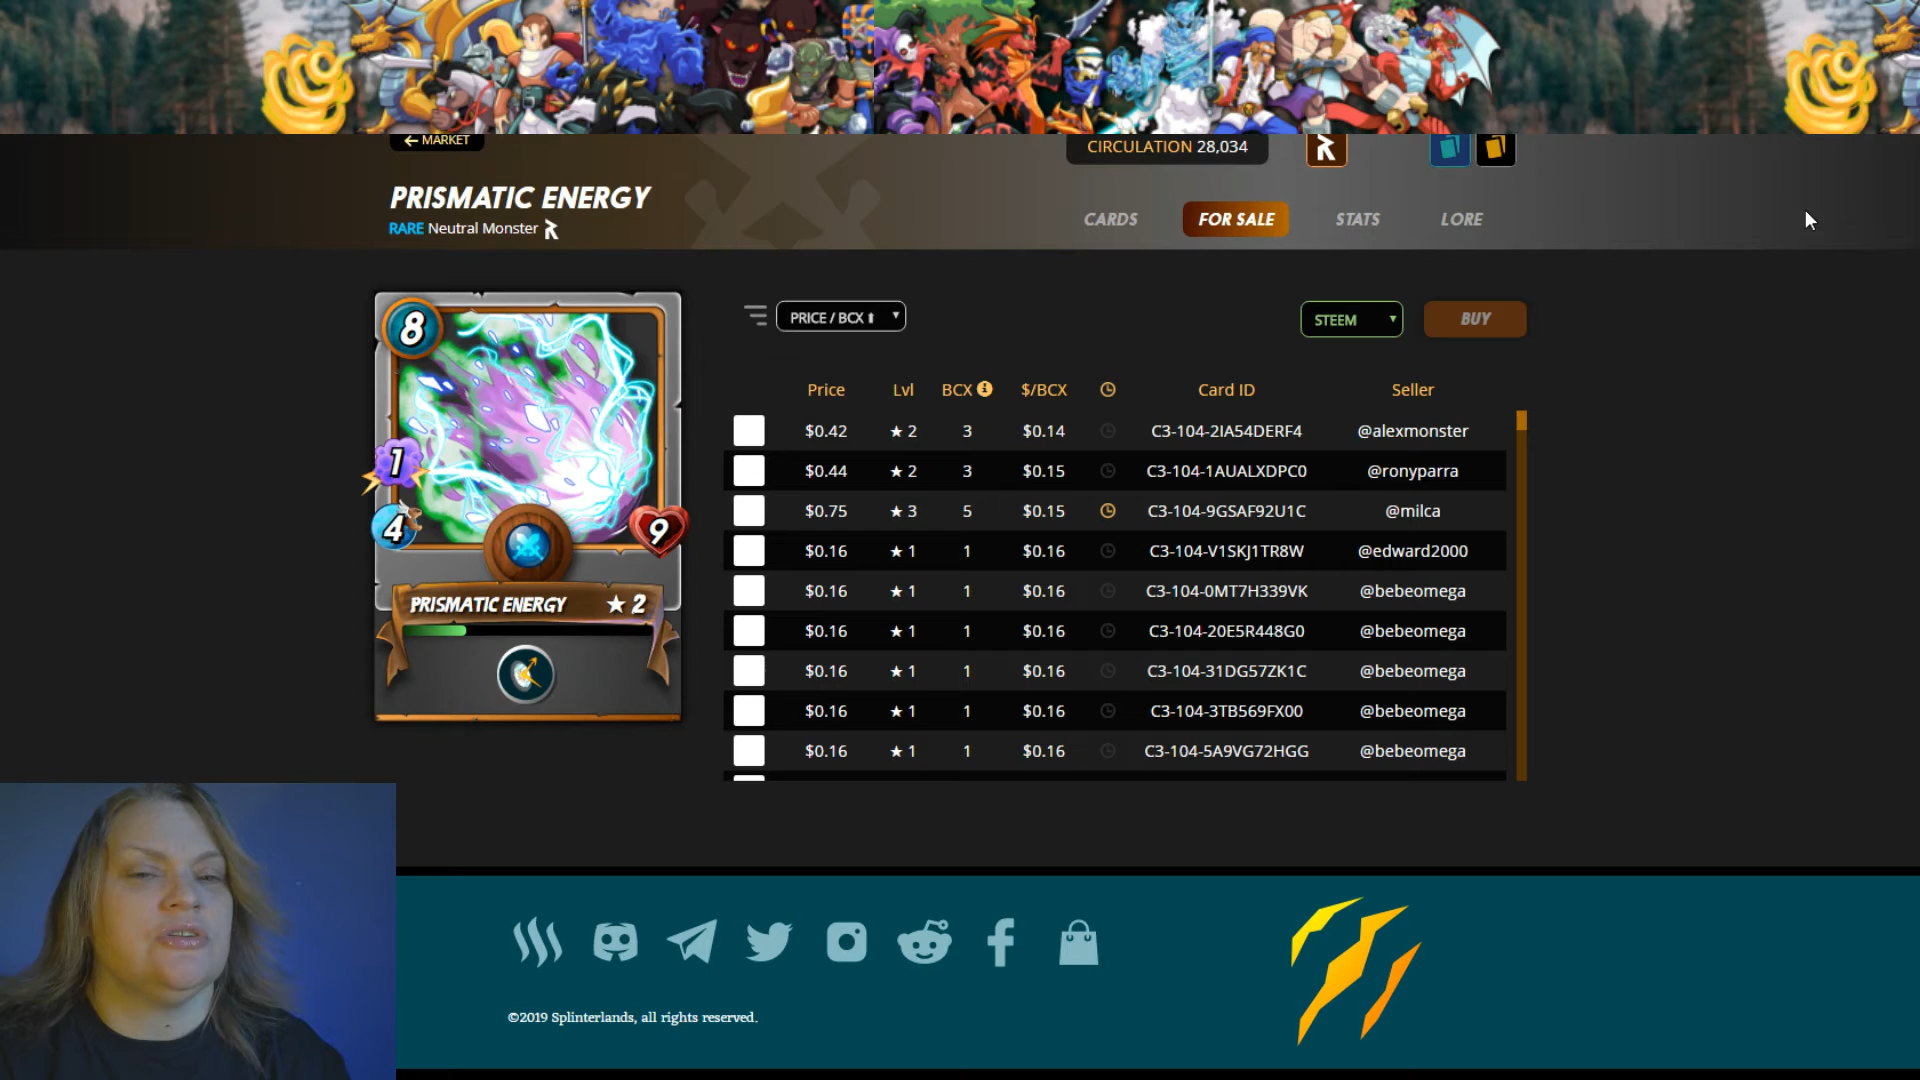 MARKET
CIRCULATION 28,034
PRISMATIC ENERGY
RARE Neutral Monster
CARDS FOR SALE STATS LORE
8
1
4
9
PRISMATIC ENERGY ★ 2
PRICE / BCX
STEEM
BUY
Price Lvl BCX $/BCX Card ID Seller
$0.42 ★ 2 3 $0.14 C3-104-2IA54DERF4 @alexmonster
$0.44 ★ 2 3 $0.15 C3-104-1AUALXDPC0 @ronyparra
$0.75 ★ 3 5 $0.15 C3-104-9GSAF92U1C @milca
$0.16 ★ 1 1 $0.16 C3-104-V1SKJ1TR8W @edward2000
$0.16 ★ 1 1 $0.16 C3-104-0MT7H339VK @bebeomega
$0.16 ★ 1 1 $0.16 C3-104-20E5R448G0 @bebeomega
$0.16 ★ 1 1 $0.16 C3-104-31DG57ZK1C @bebeomega
$0.16 ★ 1 1 $0.16 C3-104-3TB569FX00 @bebeomega
$0.16 ★ 1 1 $0.16 C3-104-5A9VG72HGG @bebeomega
©2019 Splinterlands, all rights reserved.